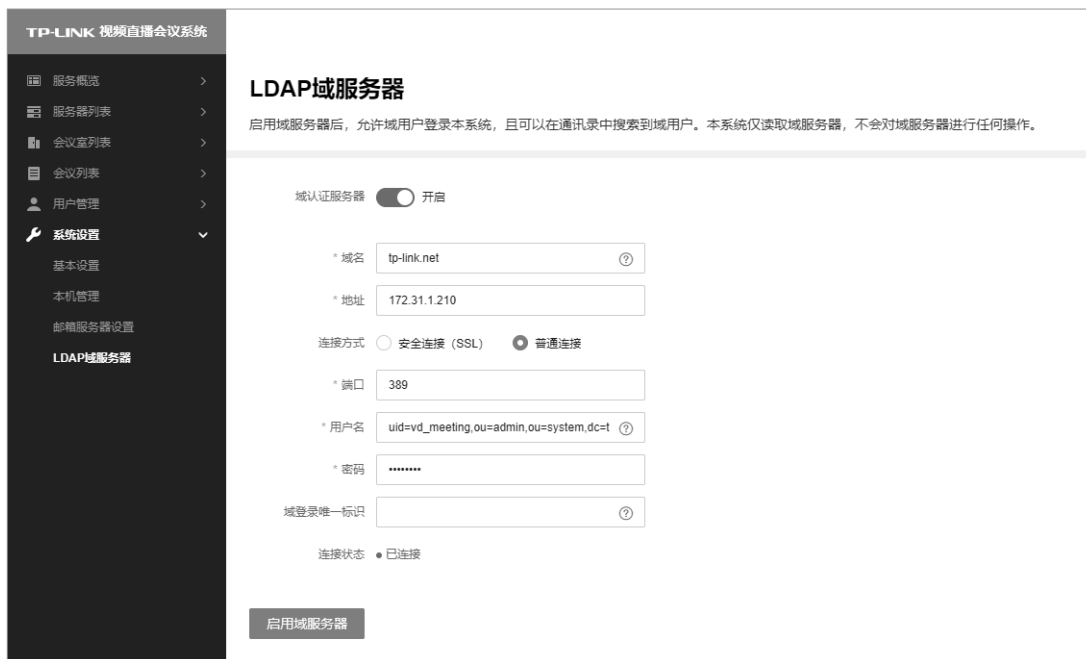 TP-LINK 视频直播会议系统
服务概览
服务器列表
会议室列表
会议列表
用户管理
系统设置
基本设置
本机管理
邮箱服务器设置
LDAP域服务器
LDAP域服务器
启用域服务器后，允许域用户登录本系统，且可以在通讯录中搜索到域用户。本系统仅读取域服务器，不会对域服务器进行任何操作。
域认证服务器 开启
* 域名 tp-link.net
* 地址 172.31.1.210
连接方式 安全连接（SSL） 普通连接
* 端口 389
* 用户名 uid=vd_meeting,ou=admin,ou=system,dc=t
* 密码 ••••••••
域登录唯一标识
连接状态 已连接
启用域服务器